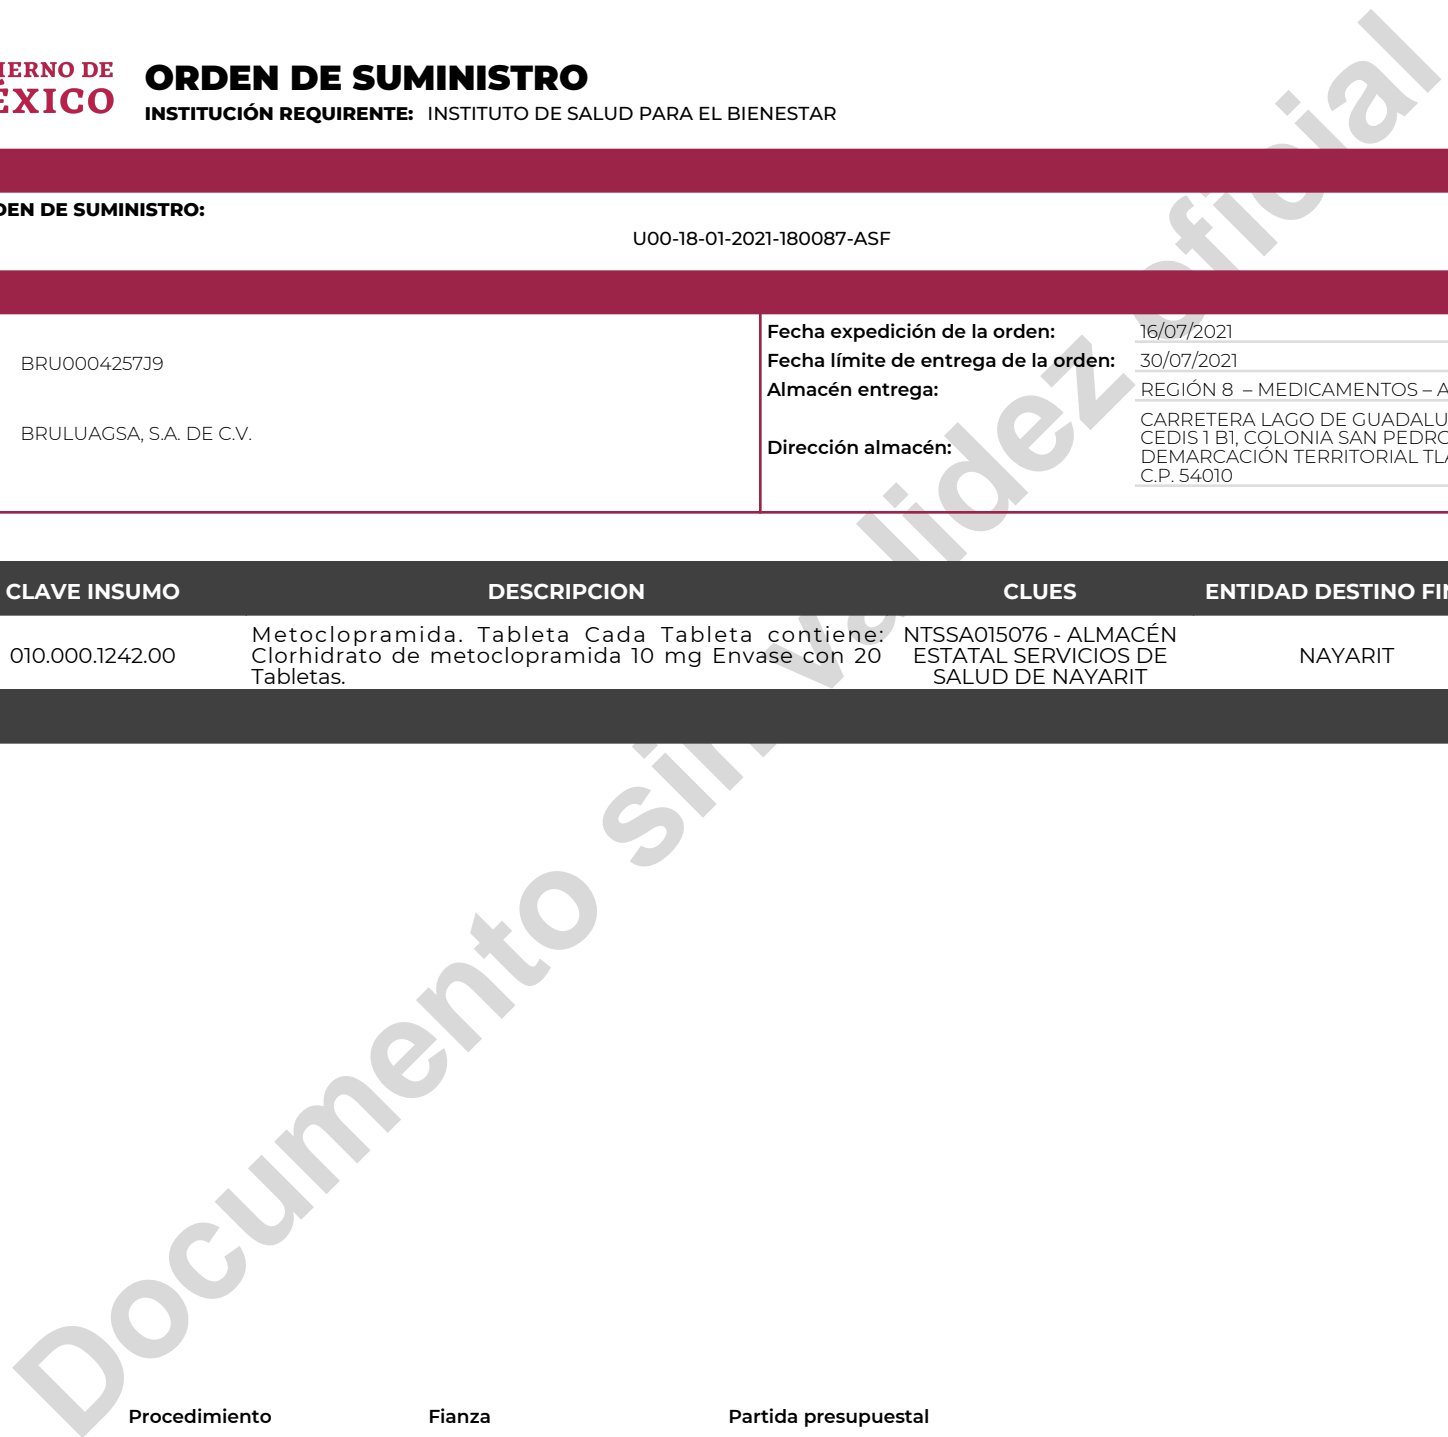 IERNO DE
ÉXICO
ORDEN DE SUMINISTRO
INSTITUCIÓN REQUIRENTE: INSTITUTO DE SALUD PARA EL BIENESTAR
DEN DE SUMINISTRO:
U00-18-01-2021-180087-ASF
BRU0004257J9
BRULUAGSA, S.A. DE C.V.
Fecha expedición de la orden: 16/07/2021
Fecha límite de entrega de la orden: 30/07/2021
Almacén entrega: REGIÓN 8 – MEDICAMENTOS – A
Dirección almacén:
CARRETERA LAGO DE GUADALU
CEDIS 1 B1, COLONIA SAN PEDRO
DEMARCACIÓN TERRITORIAL TLA
C.P. 54010
CLAVE INSUMO DESCRIPCION CLUES ENTIDAD DESTINO FIN
010.000.1242.00
Metoclopramida. Tableta Cada Tableta contiene:
Clorhidrato de metoclopramida 10 mg Envase con 20
Tabletas.
NTSSA015076 - ALMACÉN
ESTATAL SERVICIOS DE
SALUD DE NAYARIT
NAYARIT
Documento sin validez oficial
Procedimiento Fianza Partida presupuestal